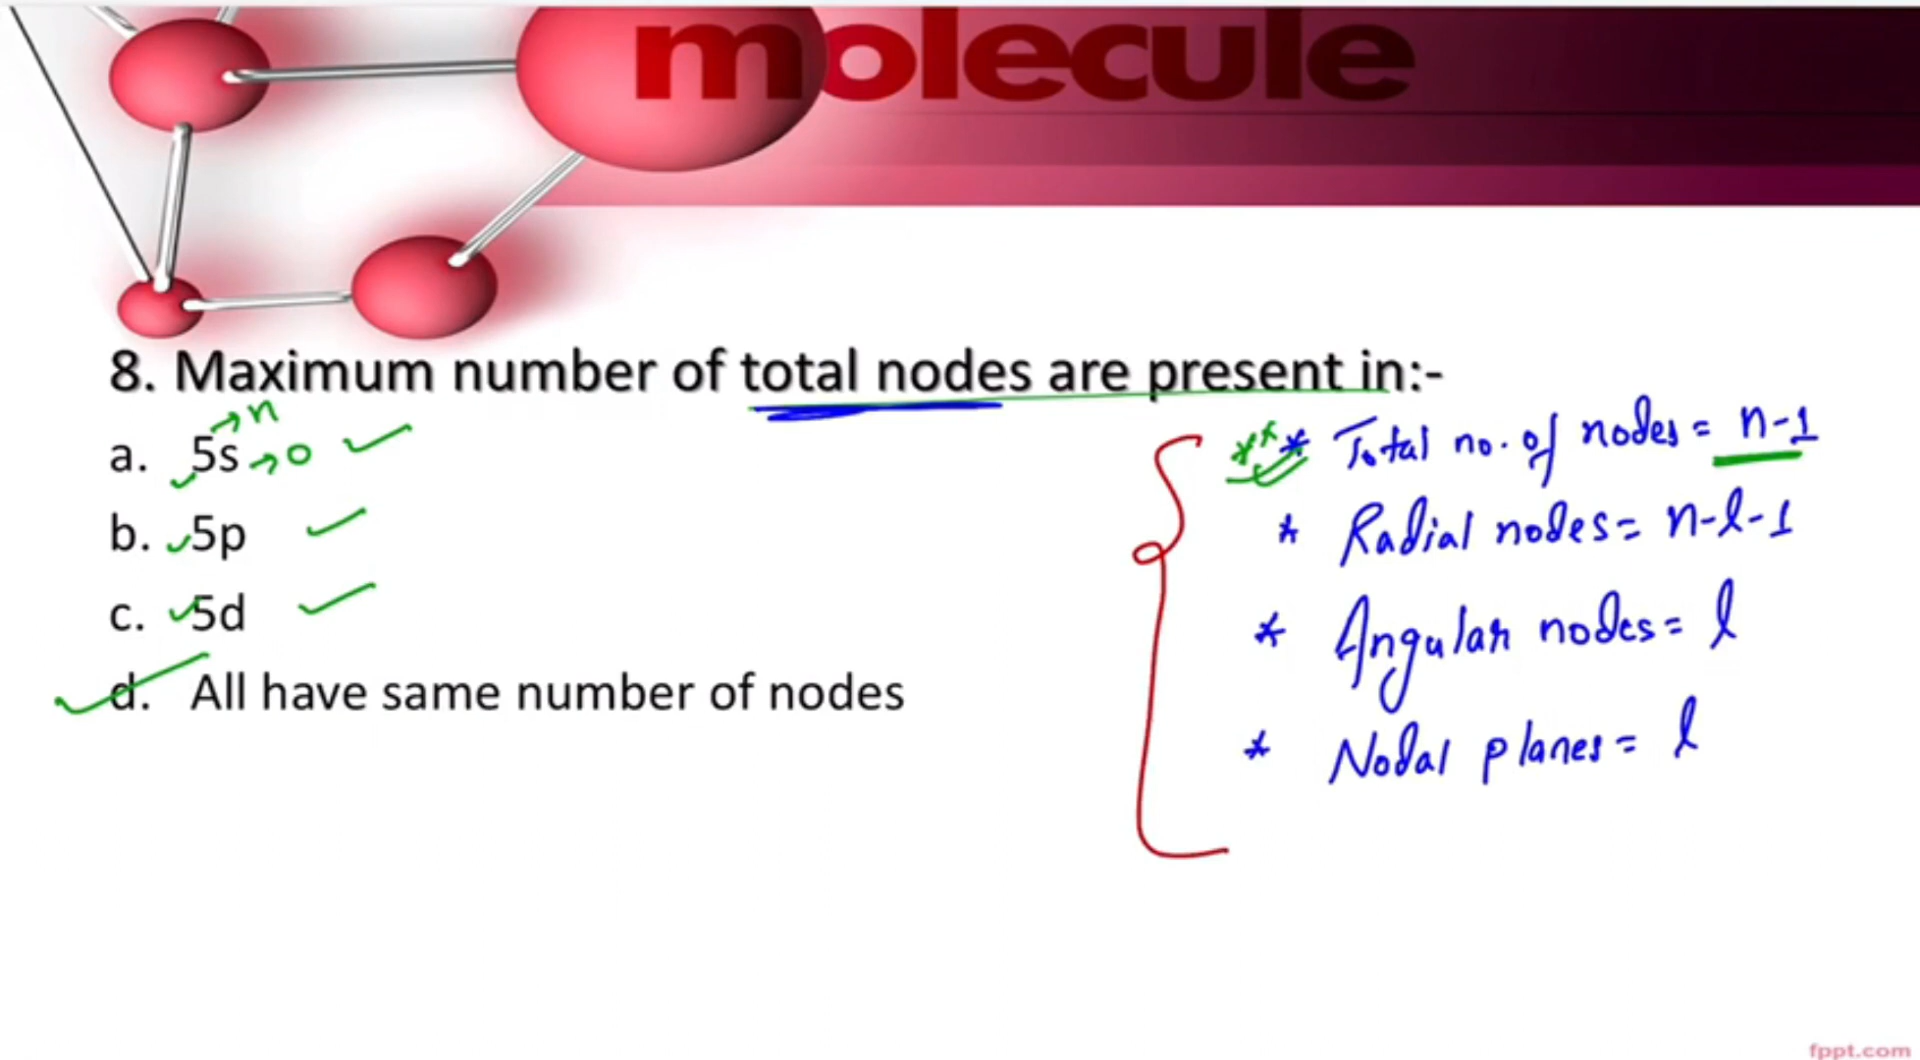 molecule
8. Maximum number of total nodes are present in:-
→ n
a. 5s → 0
b. 5p
c. 5d
d. All have same number of nodes
*** Total no. of nodes = n-1
* Radial nodes = n-l-1
* Angular nodes = l
* Nodal planes = l
fppt.com